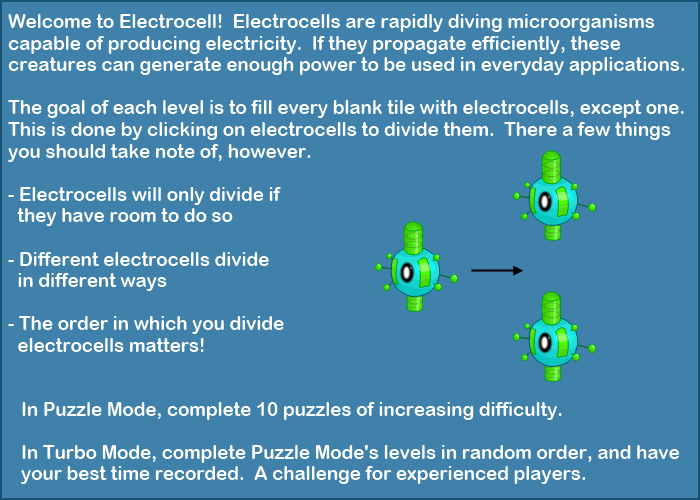 Welcome to Electrocell!  Electrocells are rapidly diving microorganisms
capable of producing electricity.  If they propagate efficiently, these
creatures can generate enough power to be used in everyday applications.
The goal of each level is to fill every blank tile with electrocells, except one.
This is done by clicking on electrocells to divide them.  There a few things
you should take note of, however.
- Electrocells will only divide if
they have room to do so
- Different electrocells divide
in different ways
- The order in which you divide
electrocells matters!
In Puzzle Mode, complete 10 puzzles of increasing difficulty.
In Turbo Mode, complete Puzzle Mode's levels in random order, and have
your best time recorded.  A challenge for experienced players.